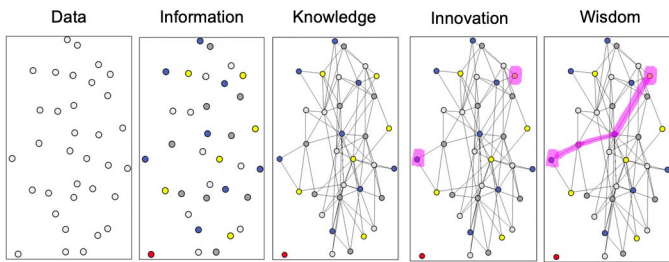 Data
Information
Knowledge
Innovation
Wisdom